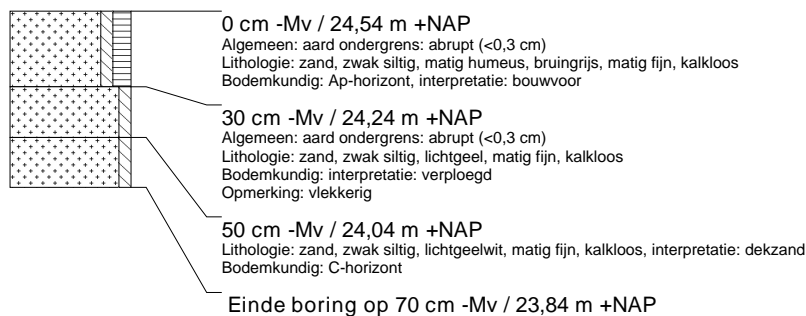 0 cm -Mv / 24,54 m +NAP
Algemeen: aard ondergrens: abrupt (<0,3 cm)
Lithologie: zand, zwak siltig, matig humeus, bruingrijs, matig fijn, kalkloos
Bodemkundig: Ap-horizont, interpretatie: bouwvoor
30 cm -Mv / 24,24 m +NAP
Algemeen: aard ondergrens: abrupt (<0,3 cm)
Lithologie: zand, zwak siltig, lichtgeel, matig fijn, kalkloos
Bodemkundig: interpretatie: verploegd
Opmerking: vlekkerig
50 cm -Mv / 24,04 m +NAP
Lithologie: zand, zwak siltig, lichtgeelwit, matig fijn, kalkloos, interpretatie: dekzand
Bodemkundig: C-horizont
Einde boring op 70 cm -Mv / 23,84 m +NAP